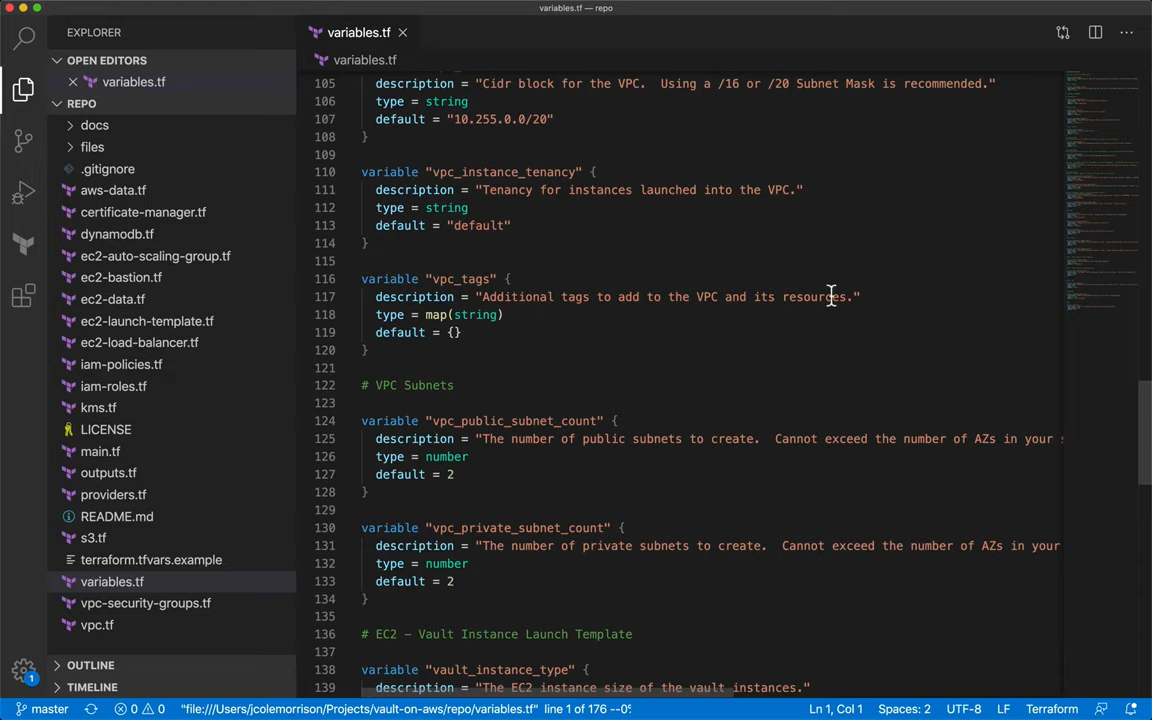 variables.tf — repo
EXPLORER
OPEN EDITORS
variables.tf
REPO
docs
files
.gitignore
aws-data.tf
certificate-manager.tf
dynamodb.tf
ec2-auto-scaling-group.tf
ec2-bastion.tf
ec2-data.tf
ec2-launch-template.tf
ec2-load-balancer.tf
iam-policies.tf
iam-roles.tf
kms.tf
LICENSE
main.tf
outputs.tf
providers.tf
README.md
s3.tf
terraform.tfvars.example
variables.tf
vpc-security-groups.tf
vpc.tf
OUTLINE
TIMELINE
1
variables.tf
variables.tf
105 description = "Cidr block for the VPC.  Using a /16 or /20 Subnet Mask is recommended."
106 type = string
107 default = "10.255.0.0/20"
108 }
109
110 variable "vpc_instance_tenancy" {
111 description = "Tenancy for instances launched into the VPC."
112 type = string
113 default = "default"
114 }
115
116 variable "vpc_tags" {
117 description = "Additional tags to add to the VPC and its resources."
118 type = map(string)
119 default = {}
120 }
121
122 # VPC Subnets
123
124 variable "vpc_public_subnet_count" {
125 description = "The number of public subnets to create.  Cannot exceed the number of AZs in your
126 type = number
127 default = 2
128 }
129
130 variable "vpc_private_subnet_count" {
131 description = "The number of private subnets to create.  Cannot exceed the number of AZs in your
132 type = number
133 default = 2
134 }
135
136 # EC2 - Vault Instance Launch Template
137
138 variable "vault_instance_type" {
139 description = "The EC2 instance size of the vault instances."
master 0 0 "file:///Users/jcolemorrison/Projects/vault-on-aws/repo/variables.tf" line 1 of 176 --0% Ln 1, Col 1 Spaces: 2 UTF-8 LF Terraform